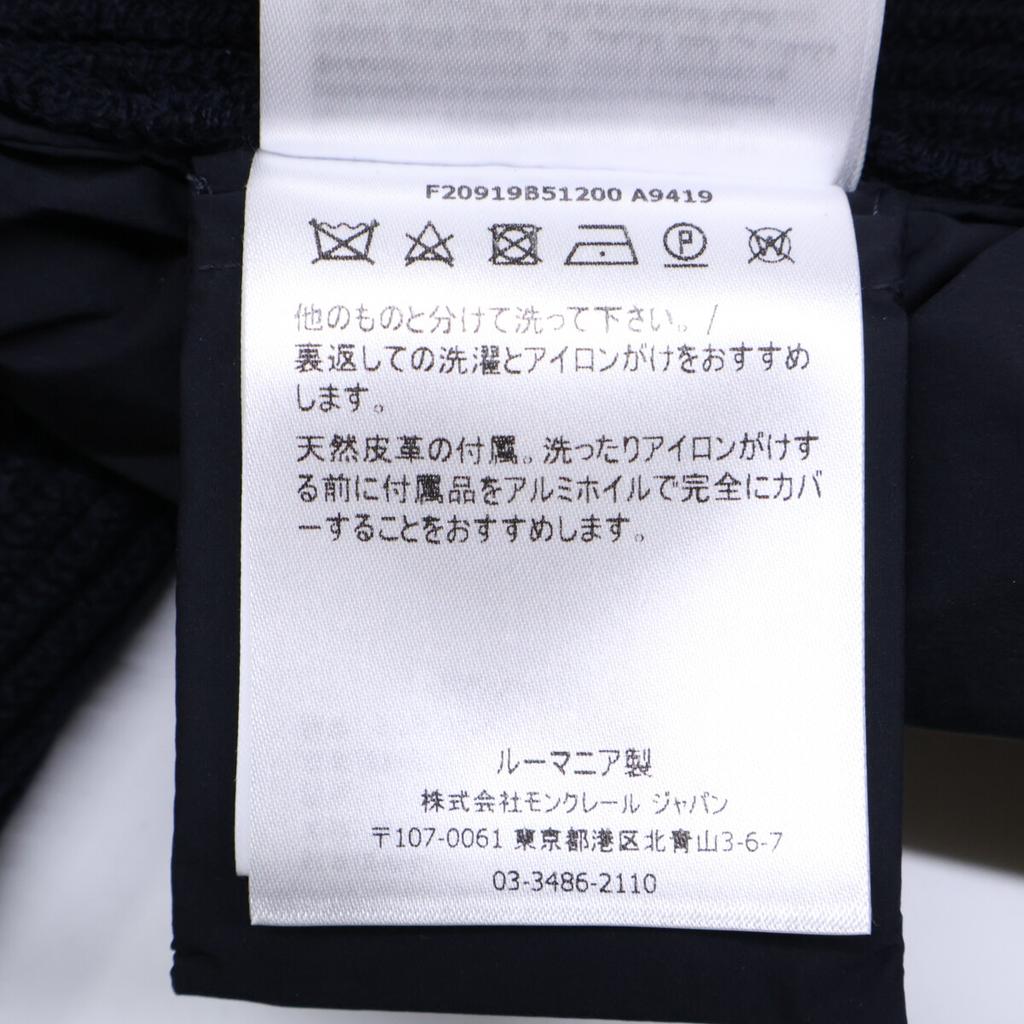 F20919B51200 A9419
P
W
他のものと分けて洗って下さい。/
裏返しての洗濯とアイロンがけをおすすめ
します。
天然皮革の付属。洗ったりアイロンがけす
る前に付属品をアルミホイルで完全にカバ
ーすることをおすすめします。
ルーマニア製
株式会社モンクレール ジャパン
〒107-0061 東京都港区北青山3-6-7
03-3486-2110